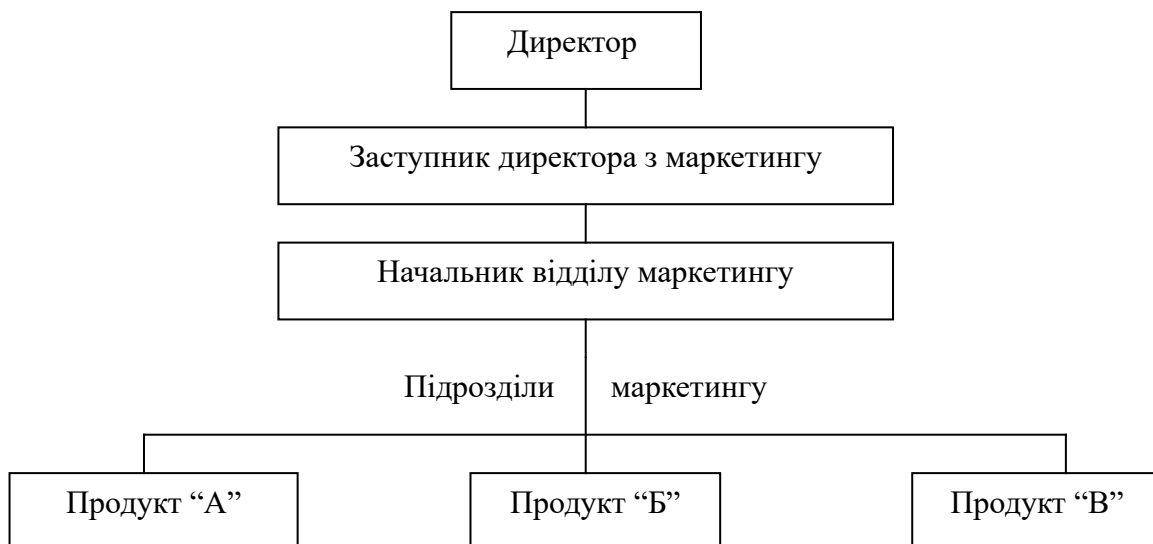 Директор
Заступник директора з маркетингу
Начальник відділу маркетингу
Підрозділи маркетингу
Продукт “А”
Продукт “Б”
Продукт “В”